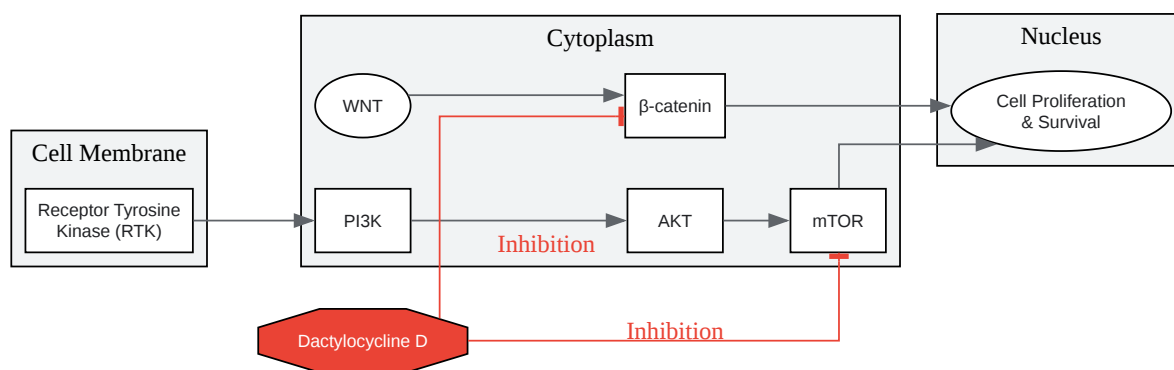 Cytoplasm
Nucleus
WNT
β-catenin
Cell Proliferation
& Survival
Cell Membrane
Receptor Tyrosine
Kinase (RTK)
PI3K
AKT
mTOR
Inhibition
Dactylocycline D
Inhibition